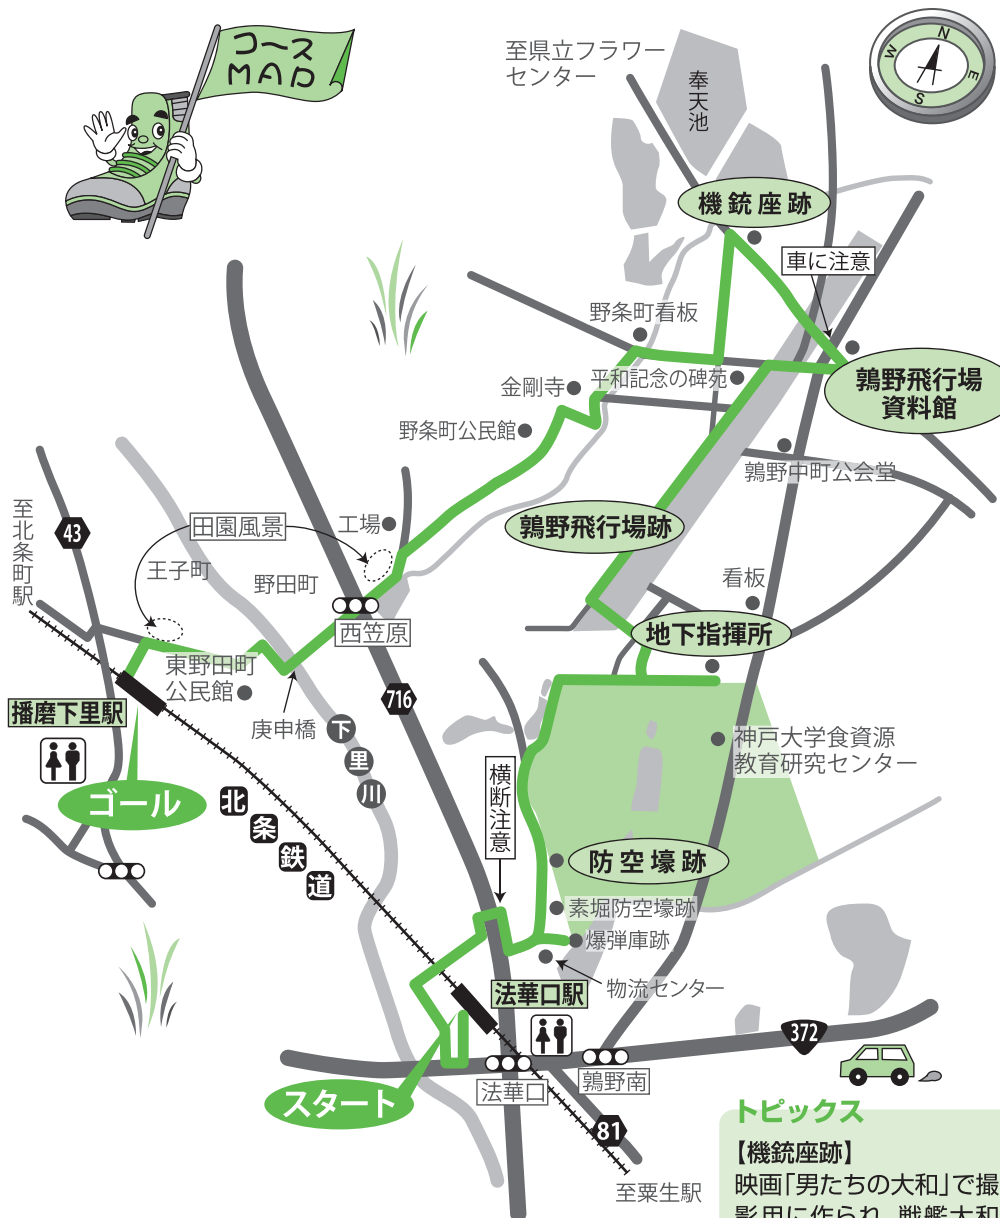 コース
MAP
N
E
S
W
至県立フラワー
センター
奉天池
機銃座跡
車に注意
野条町看板
金剛寺
平和記念の碑苑
鶉野飛行場
資料館
野条町公民館
鶉野中町公会堂
至北条町駅
43
田園風景
工場
鶉野飛行場跡
王子町
野田町
看板
西笠原
地下指揮所
東野田町
公民館
播磨下里駅
716
庚申橋
下里川
神戸大学食資源
教育研究センター
横断注意
ゴール
北条鉄道
防空壕跡
素堀防空壕跡
爆弾庫跡
法華口駅
物流センター
372
スタート
法華口
鶉野南
81
至粟生駅
トピックス
【機銃座跡】
映画「男たちの大和」で撮
影用に作られ、戦艦大和